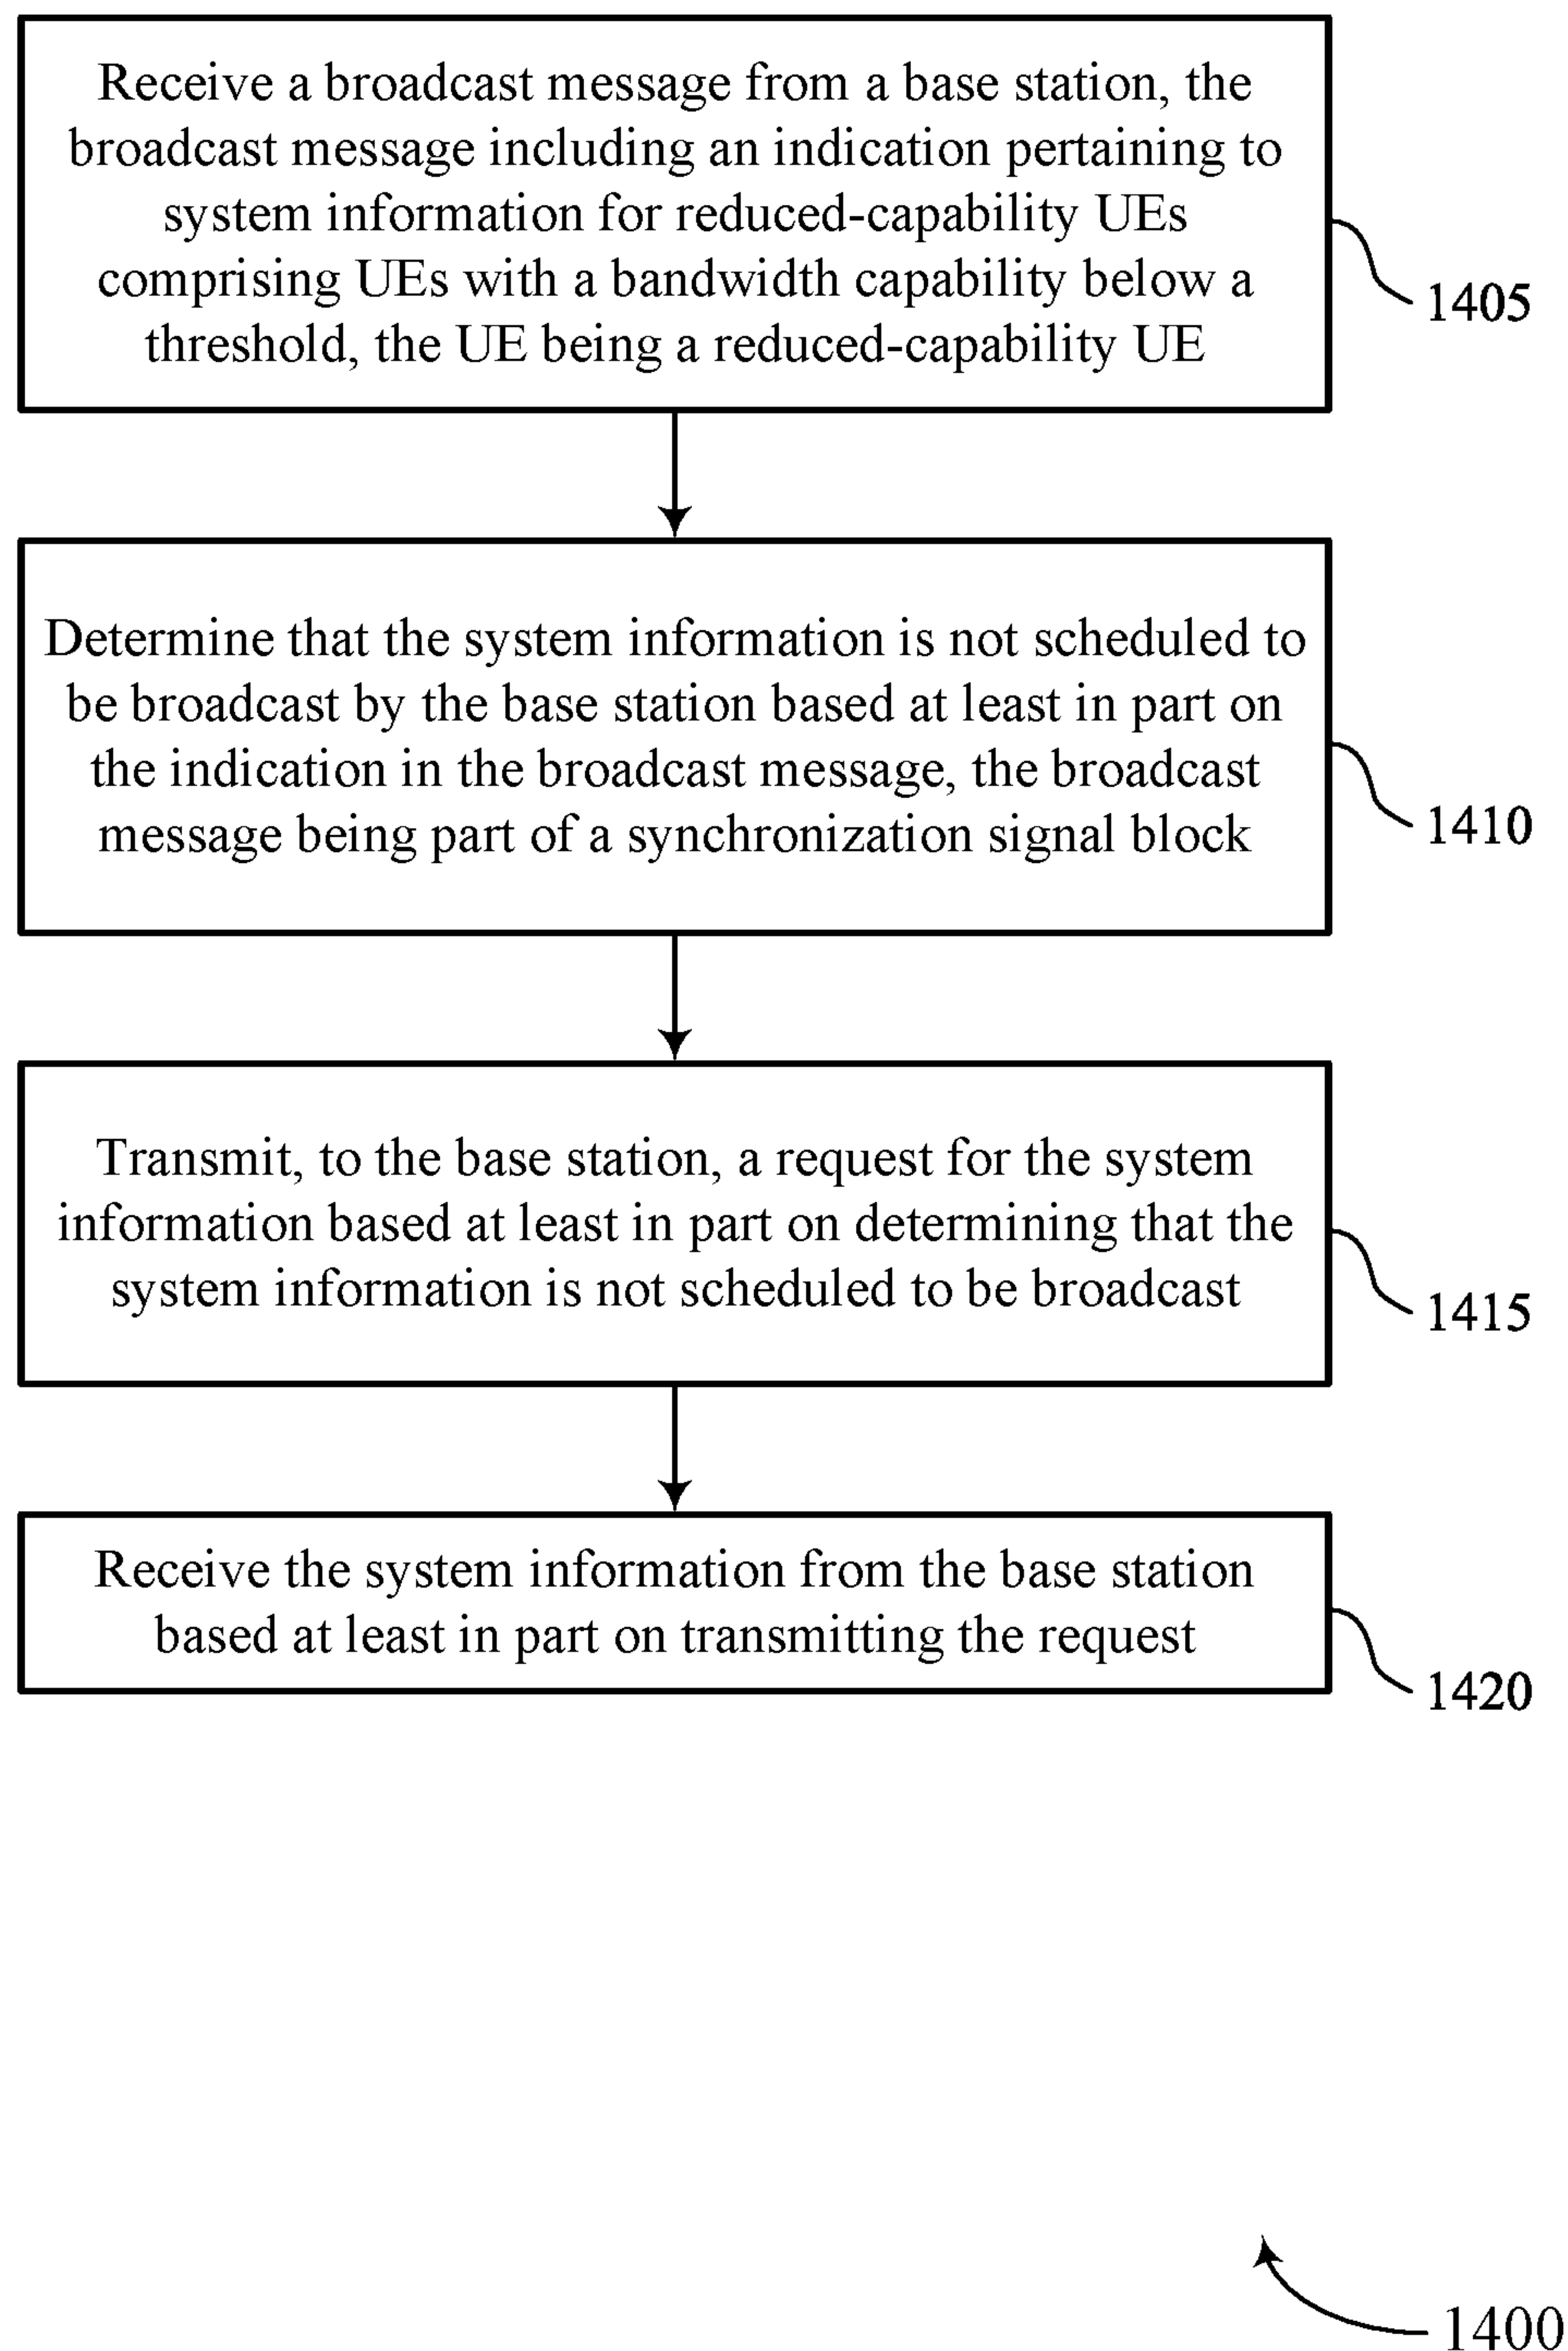 Receive a broadcast message from a base station, the
broadcast message including an indication pertaining to
system information for reduced-capability UEs
comprising UEs with a bandwidth capability below a
threshold, the UE being a reduced-capability UE
1405
Determine that the system information is not scheduled to
be broadcast by the base station based at least in part on
the indication in the broadcast message, the broadcast
message being part of a synchronization signal block
1410
Transmit, to the base station, a request for the system
information based at least in part on determining that the
system information is not scheduled to be broadcast
1415
Receive the system information from the base station
based at least in part on transmitting the request
1420
1400